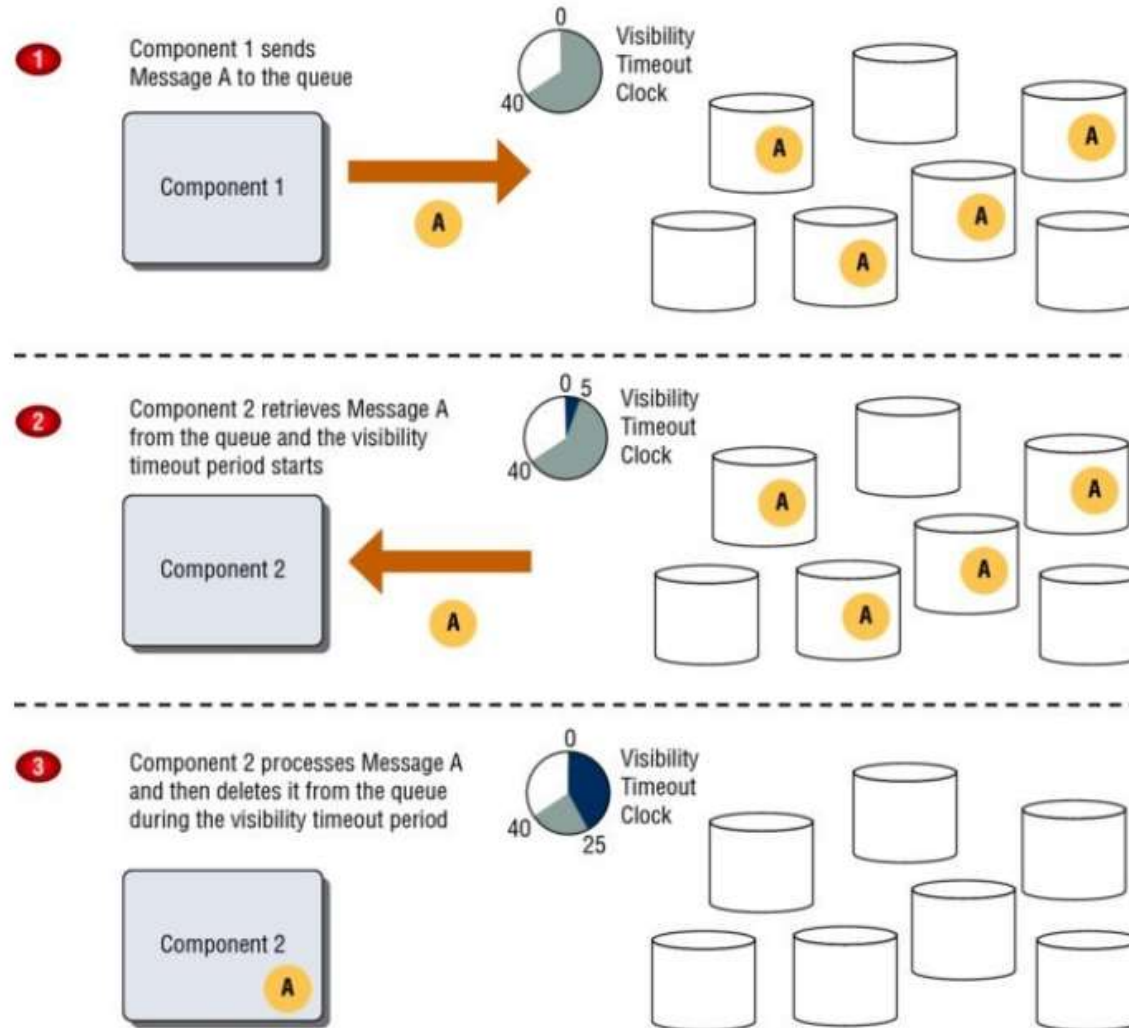 1
Component 1 sends
Message A to the queue
0
40
Visibility
Timeout
Clock
Component 1
A
A
A
A
A
2
Component 2 retrieves Message A
from the queue and the visibility
timeout period starts
0 5
40
Visibility
Timeout
Clock
Component 2
A
A
A
A
A
3
Component 2 processes Message A
and then deletes it from the queue
during the visibility timeout period
0
40
25
Visibility
Timeout
Clock
Component 2
A